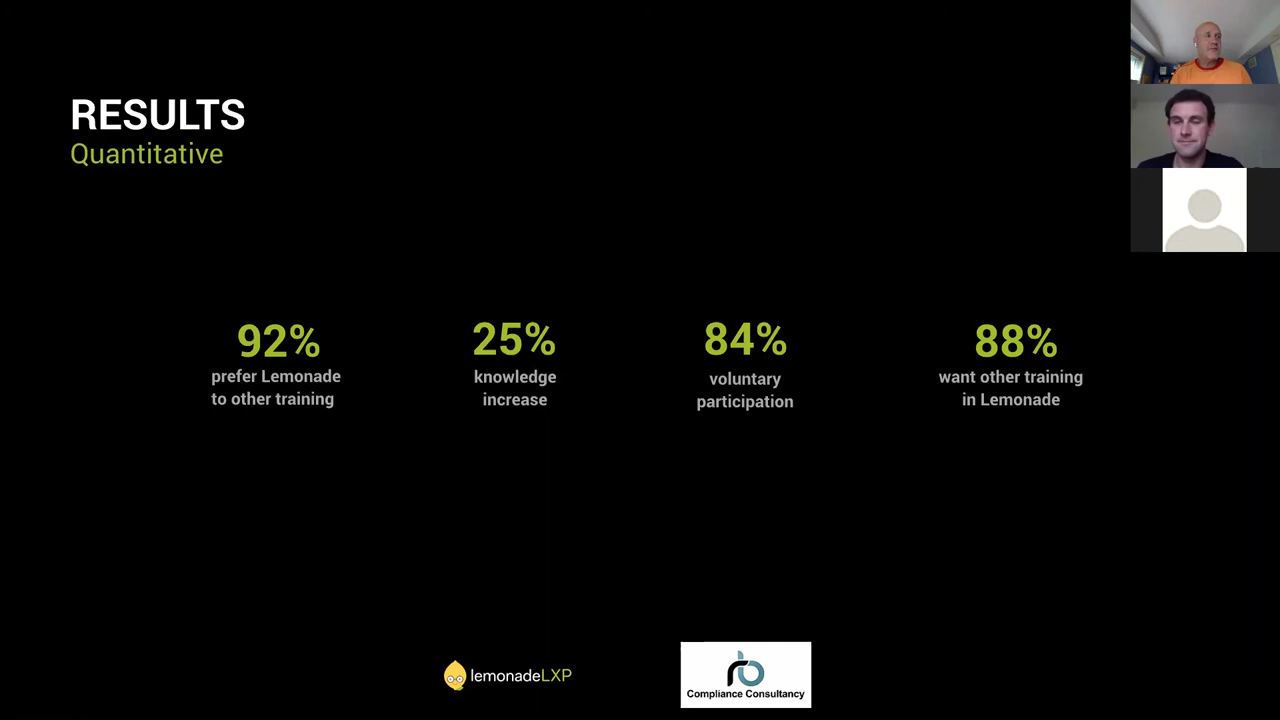 RESULTS
Quantitative
92%
prefer Lemonade
to other training
25%
knowledge
increase
84%
voluntary
participation
88%
want other training
in Lemonade
lemonadeLXP
rb
Compliance Consultancy